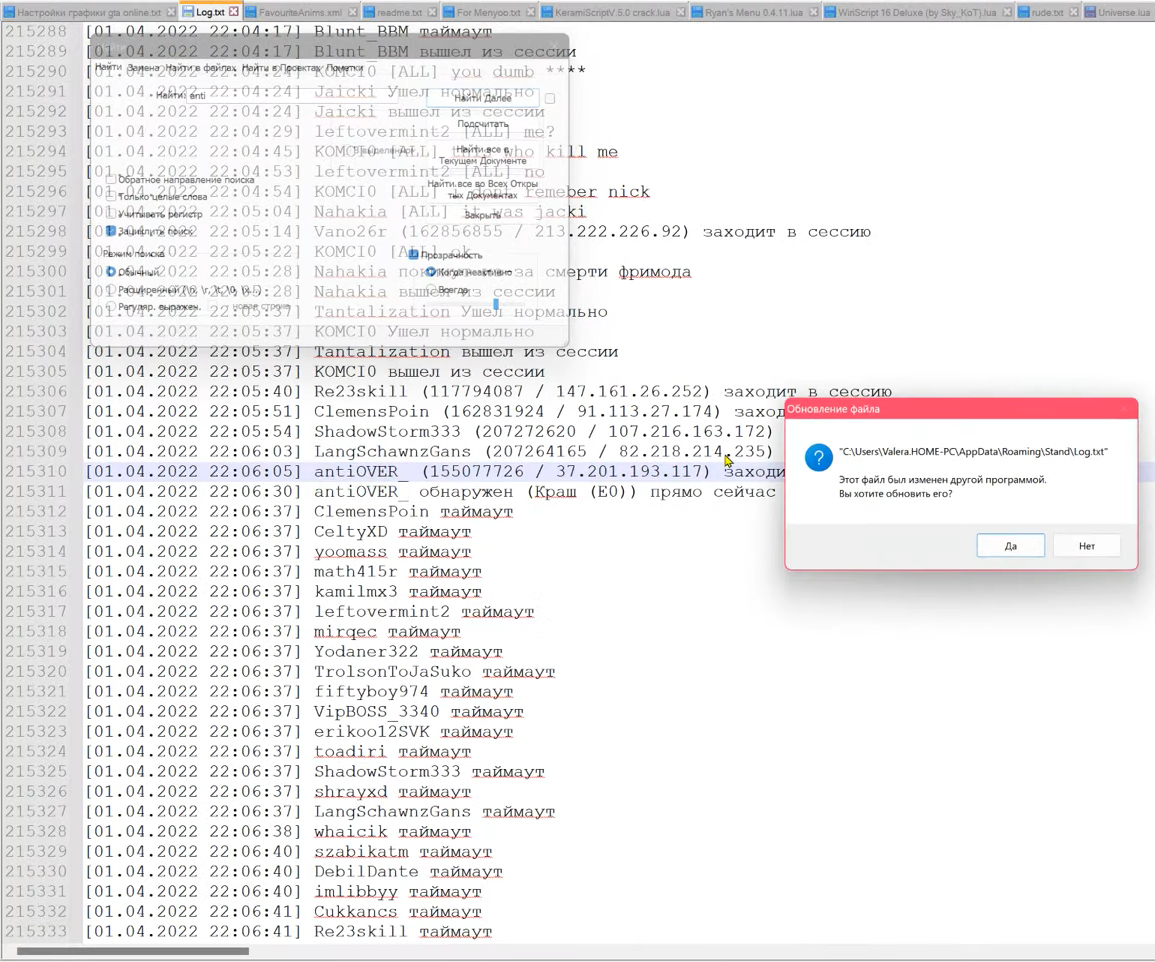 Настройки графики gta online.txt Log.txt FavouriteAnims.xml readme.txt For Menyoo.txt KeramiScriptV.5.0 crack.lua Ryan's Menu 0.4.11.lua WinScript 16 Deluxe (by Sky_KoT).lua rude.txt Universe.lua
215288 [01.04.2022 22:04:17] Blunt_BBM таймаут
215289 [01.04.2022 22:04:17] Blunt_BBM вышел из сессии
215290 [01.04.2022 22:04:24] KOMCI0 [ALL] you dumb ****
215291 [01.04.2022 22:04:24] Jaicki Ушел нормально
215292 [01.04.2022 22:04:24] Jaicki вышел из сессии
215293 [01.04.2022 22:04:29] leftovermint2 [ALL] me?
215294 [01.04.2022 22:04:45] KOMCI0 [ALL] who kill me
215295 [01.04.2022 22:04:53] leftovermint2 [ALL] no
215296 [01.04.2022 22:04:54] KOMCI0 [ALL] i dont remeber nick
215297 [01.04.2022 22:05:04] Nahakia [ALL] it was jacki
215298 [01.04.2022 22:05:14] Vano26r (162856855 / 213.222.226.92) заходит в сессию
215299 [01.04.2022 22:05:22] KOMCI0 [ALL] ok
215300 [01.04.2022 22:05:28] Nahakia за смерти фримода
215301 [01.04.2022 22:05:28] Nahakia вышел из сессии
215302 [01.04.2022 22:05:37] Tantalization Ушел нормально
215303 [01.04.2022 22:05:37] KOMCI0 Ушел нормально
215304 [01.04.2022 22:05:37] Tantalization вышел из сессии
215305 [01.04.2022 22:05:37] KOMCI0 вышел из сессии
215306 [01.04.2022 22:05:40] Re23skill (117794087 / 147.161.26.252) заходит в сессию
215307 [01.04.2022 22:05:51] ClemensPoin (162831924 / 91.113.27.174) заход
215308 [01.04.2022 22:05:54] ShadowStorm333 (207272620 / 107.216.163.172)
215309 [01.04.2022 22:06:03] LangSchawnzGans (207264165 / 82.218.214.235)
215310 [01.04.2022 22:06:05] antiOVER_ (155077726 / 37.201.193.117) заходи
215311 [01.04.2022 22:06:30] antiOVER_ обнаружен (Краш (E0)) прямо сейчас
215312 [01.04.2022 22:06:37] ClemensPoin таймаут
215313 [01.04.2022 22:06:37] CeltyXD таймаут
215314 [01.04.2022 22:06:37] yoomass таймаут
215315 [01.04.2022 22:06:37] math415r таймаут
215316 [01.04.2022 22:06:37] kamilmx3 таймаут
215317 [01.04.2022 22:06:37] leftovermint2 таймаут
215318 [01.04.2022 22:06:37] mirqec таймаут
215319 [01.04.2022 22:06:37] Yodaner322 таймаут
215320 [01.04.2022 22:06:37] TrolsonToJaSuko таймаут
215321 [01.04.2022 22:06:37] fiftyboy974 таймаут
215322 [01.04.2022 22:06:37] VipBOSS_3340 таймаут
215323 [01.04.2022 22:06:37] erikoo12SVK таймаут
215324 [01.04.2022 22:06:37] toadiri таймаут
215325 [01.04.2022 22:06:37] ShadowStorm333 таймаут
215326 [01.04.2022 22:06:37] shrayxd таймаут
215327 [01.04.2022 22:06:37] LangSchawnzGans таймаут
215328 [01.04.2022 22:06:38] whaicik таймаут
215329 [01.04.2022 22:06:40] szabikatm таймаут
215330 [01.04.2022 22:06:40] DebilDante таймаут
215331 [01.04.2022 22:06:40] imlibbyy таймаут
215332 [01.04.2022 22:06:41] Cukkancs таймаут
215333 [01.04.2022 22:06:41] Re23skill таймаут
Найти Замена Найти в файлах Найти в Проектах Пометки
Найти: anti
Найти Далее
Подсчитать
В выделенном
Найти все в
Текущем Документе
Найти все во Всех Откры
тых Документах
Закрыть
Обратное направление поиска
Только целые слова
Учитывать регистр
Зациклить поиск
Режим поиска
Обычный
Расширенный (\n, \r, \t, \0, \x...)
Регуляр. выражен.
новая строка
Прозрачность
Когда неактивно
Всегда
Обновление файла
"C:\Users\Valera.HOME-PC\AppData\Roaming\Stand\Log.txt"
Этот файл был изменен другой программой.
Вы хотите обновить его?
Да Нет